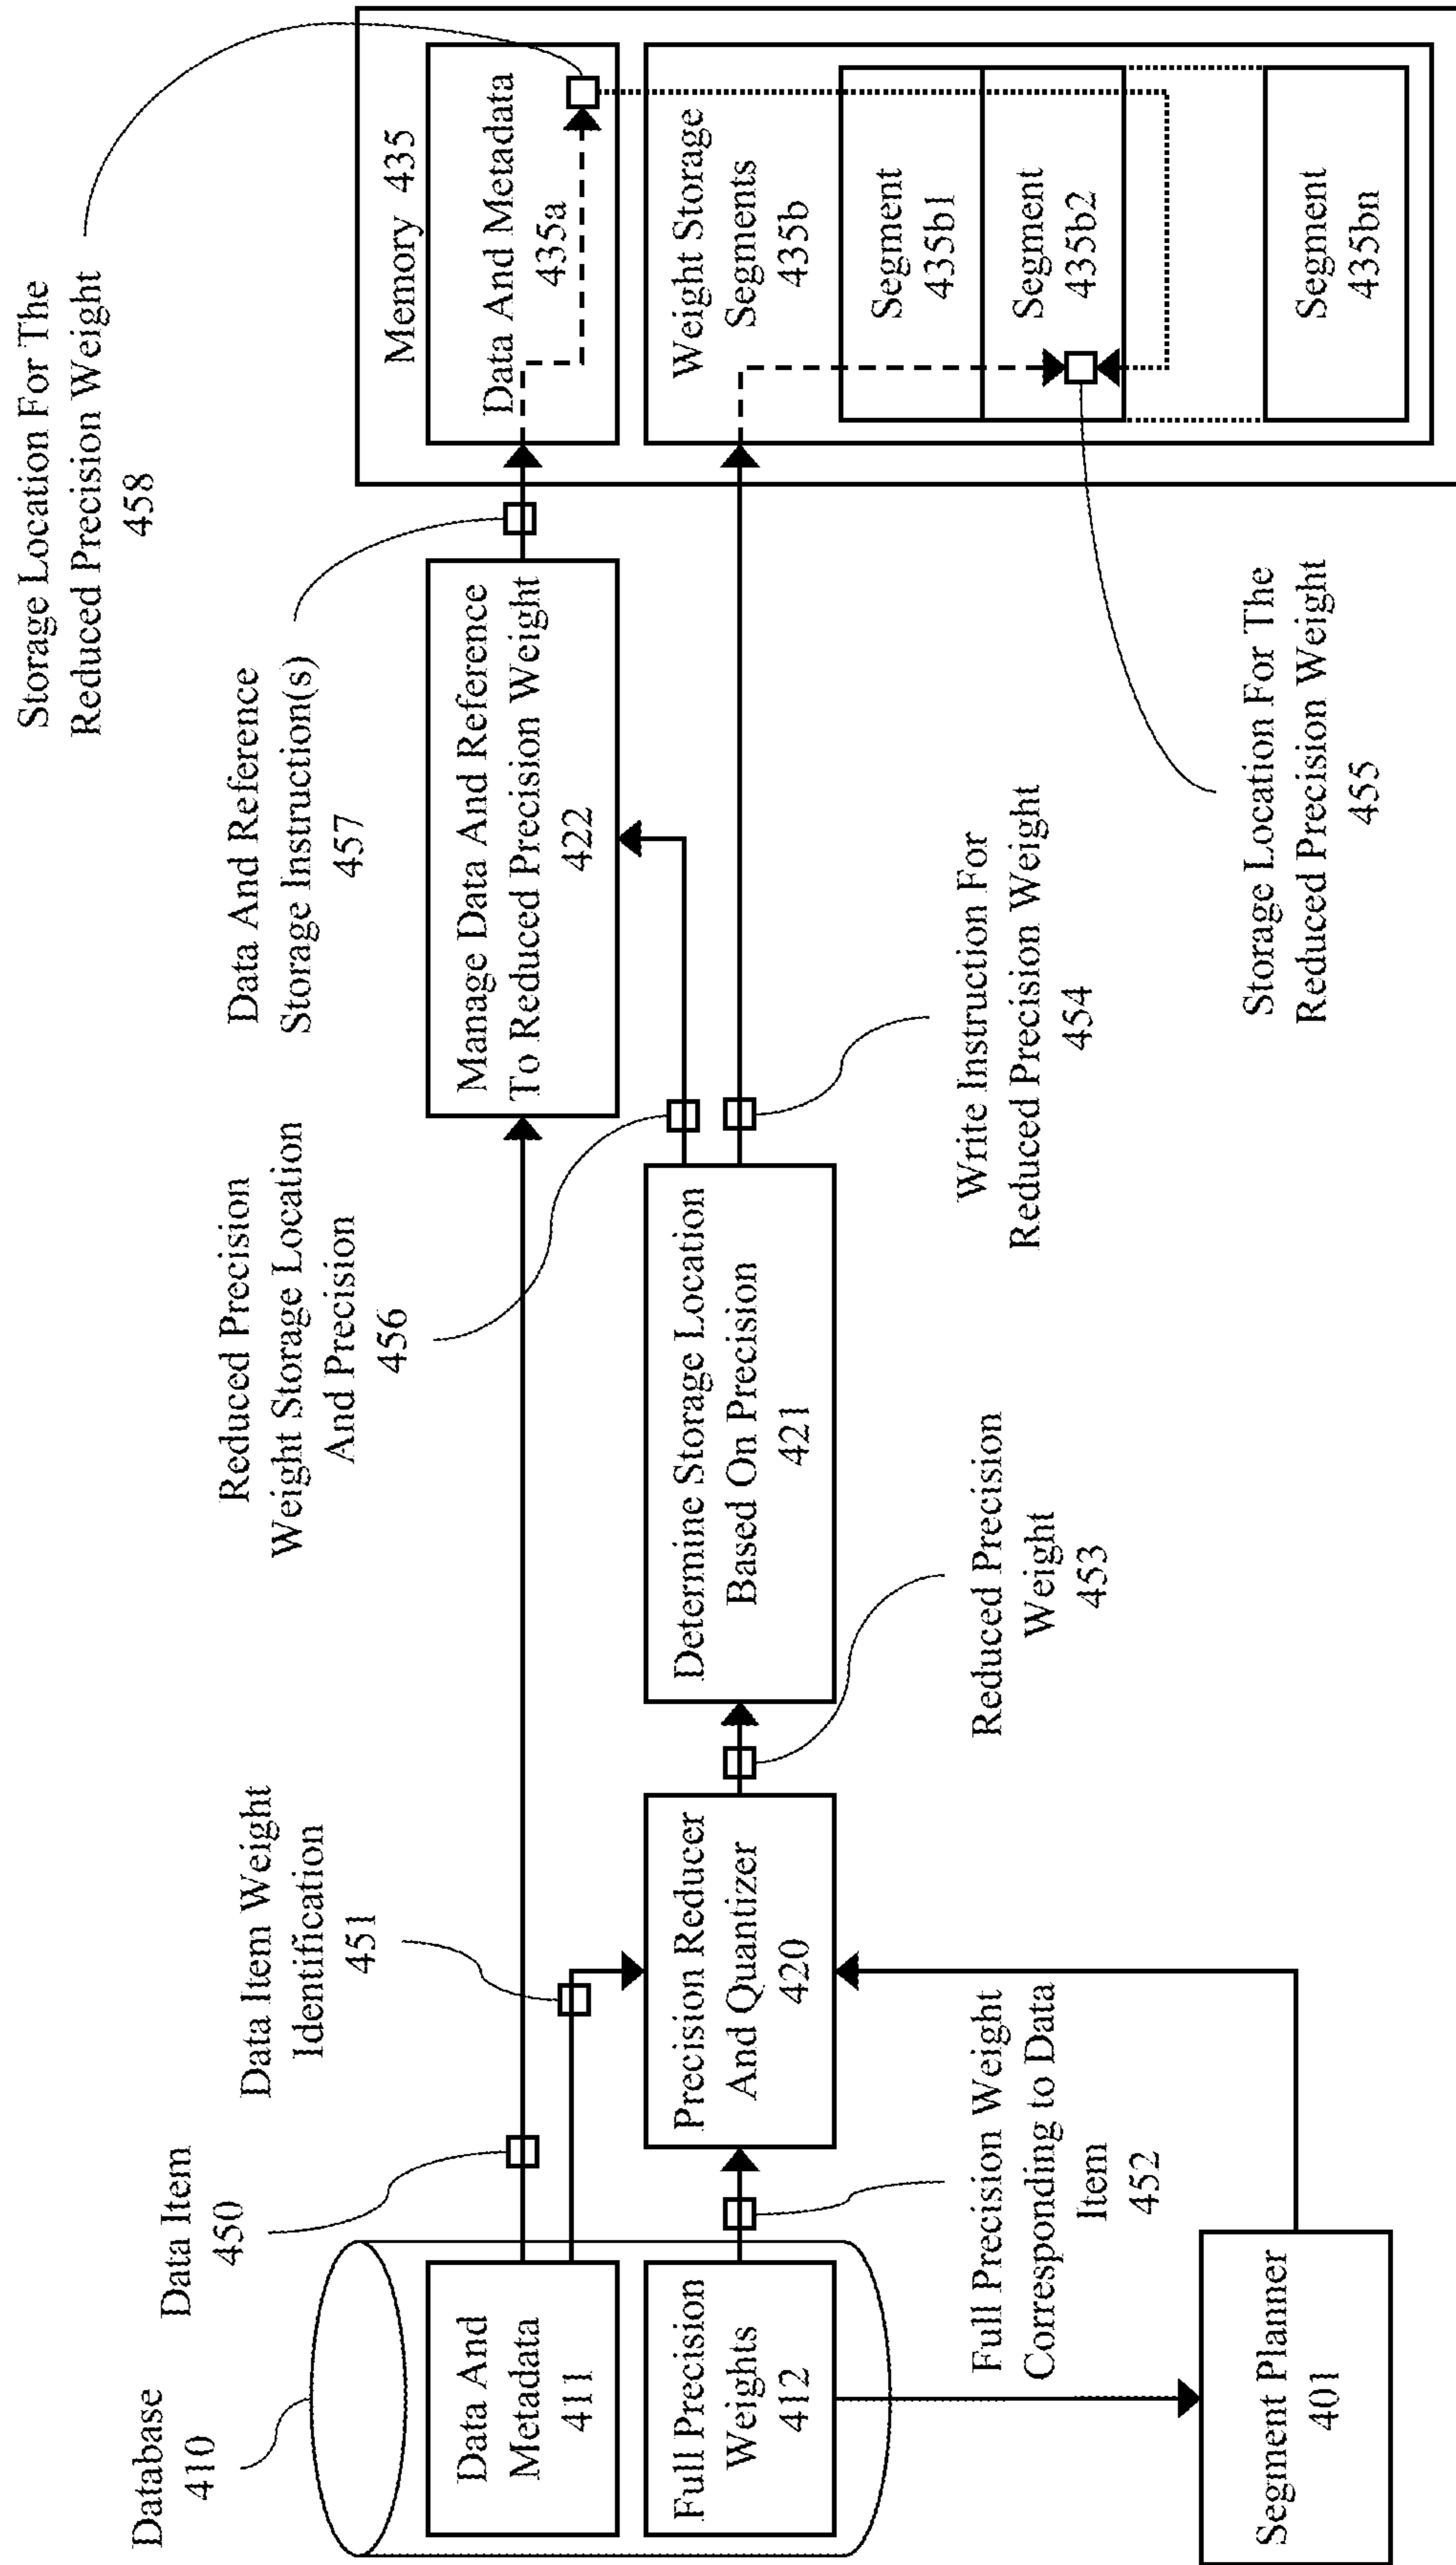 Database
410
Data And
Metadata
411
Full Precision
Weights
412
Segment Planner
401
Data Item
450
Data Item Weight
Identification
451
Full Precision Weight
Corresponding to Data
Item
452
Precision Reducer
And Quantizer
420
Reduced Precision
Weight
453
Determine Storage Location
Based On Precision
421
Reduced Precision
Weight Storage Location
And Precision
456
Write Instruction For
Reduced Precision Weight
454
Manage Data And Reference
To Reduced Precision Weight
422
Data And Reference
Storage Instruction(s)
457
Storage Location For The
Reduced Precision Weight
458
Storage Location For The
Reduced Precision Weight
455
Memory 435
Data And Metadata
435a
Weight Storage
Segments
435b
Segment
435b1
Segment
435b2
Segment
435bn